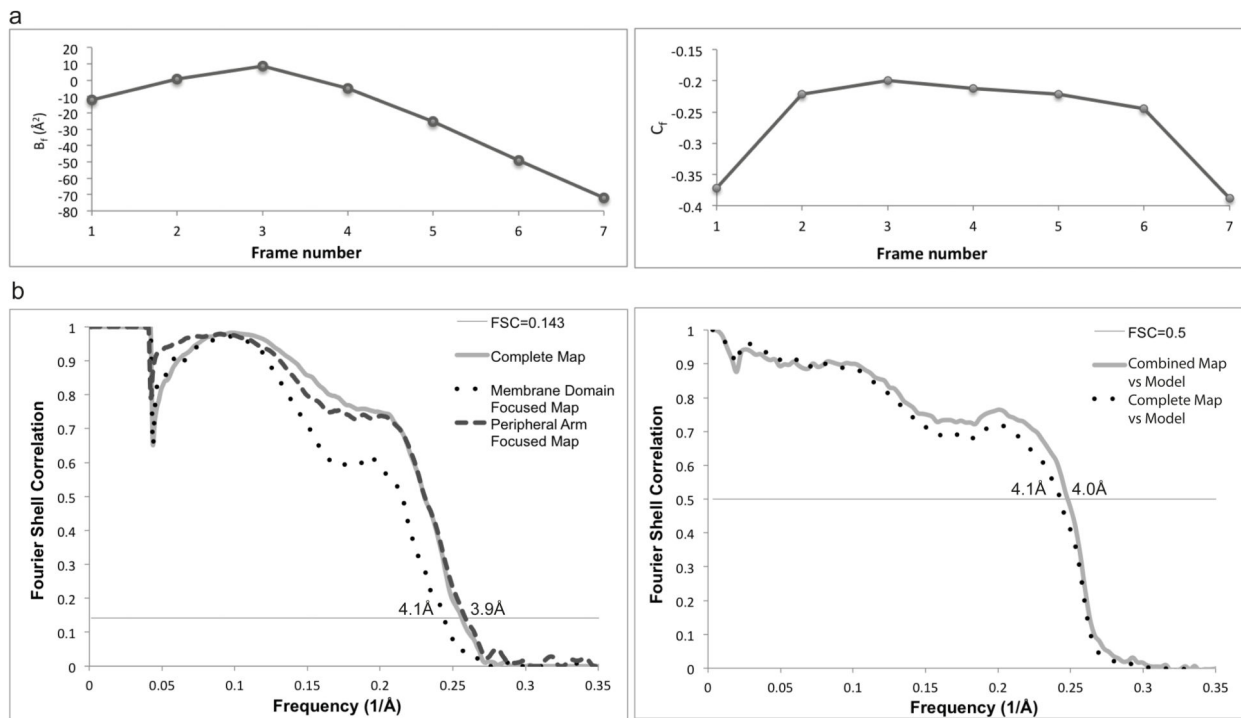 a
20
10
0
-10
-20
-30
-40
-50
-60
-70
-80
B_f (Å²)
1 2 3 4 5 6 7
Frame number
-0.15
-0.2
-0.25
-0.3
-0.35
-0.4
C_f
1 2 3 4 5 6 7
Frame number
b
1
0.9
0.8
0.7
0.6
0.5
0.4
0.3
0.2
0.1
0
Fourier Shell Correlation
FSC=0.143
Complete Map
Membrane Domain
Focused Map
Peripheral Arm
Focused Map
4.1Å 3.9Å
0 0.05 0.1 0.15 0.2 0.25 0.3 0.35
Frequency (1/Å)
1
0.9
0.8
0.7
0.6
0.5
0.4
0.3
0.2
0.1
0
Fourier Shell Correlation
FSC=0.5
Combined Map
vs Model
Complete Map
vs Model
4.1Å 4.0Å
0 0.05 0.1 0.15 0.2 0.25 0.3 0.35
Frequency (1/Å)